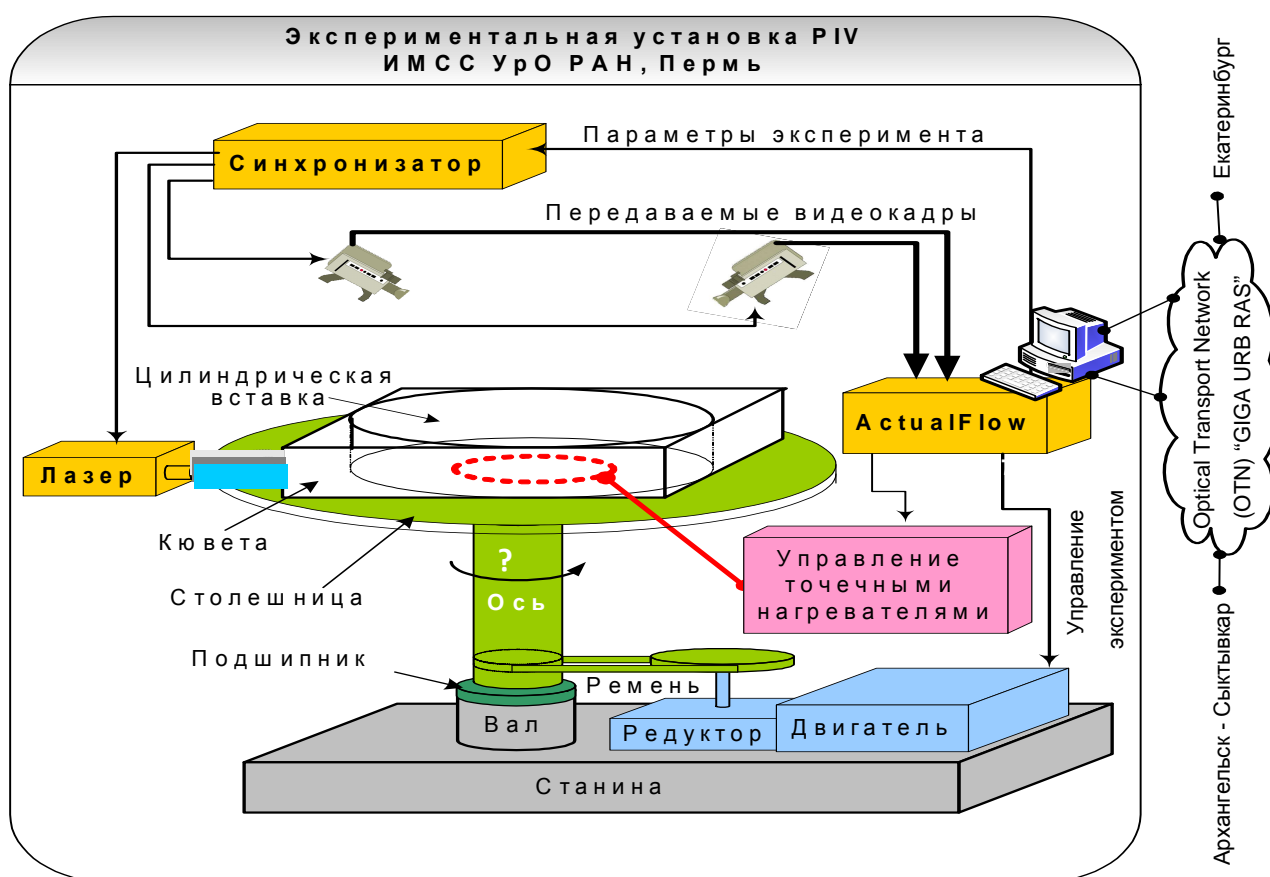 Экспериментальная установка PIV
ИМСС УрО РАН, Пермь
Параметры эксперимента
Синхронизатор
Передаваемые видеокадры
Цилиндрическая
вставка
ActualFlow
Лазер
Кювета
Столешница
?
Ось
Управление
точечными
нагревателями
Управление
экспериментом
Подшипник
Ремень
Вал
Редуктор
Двигатель
Станина
Екатеринбург
Optical Transport Network
(OTN) “GIGA URB RAS”
Архангельск - Сыктывкар